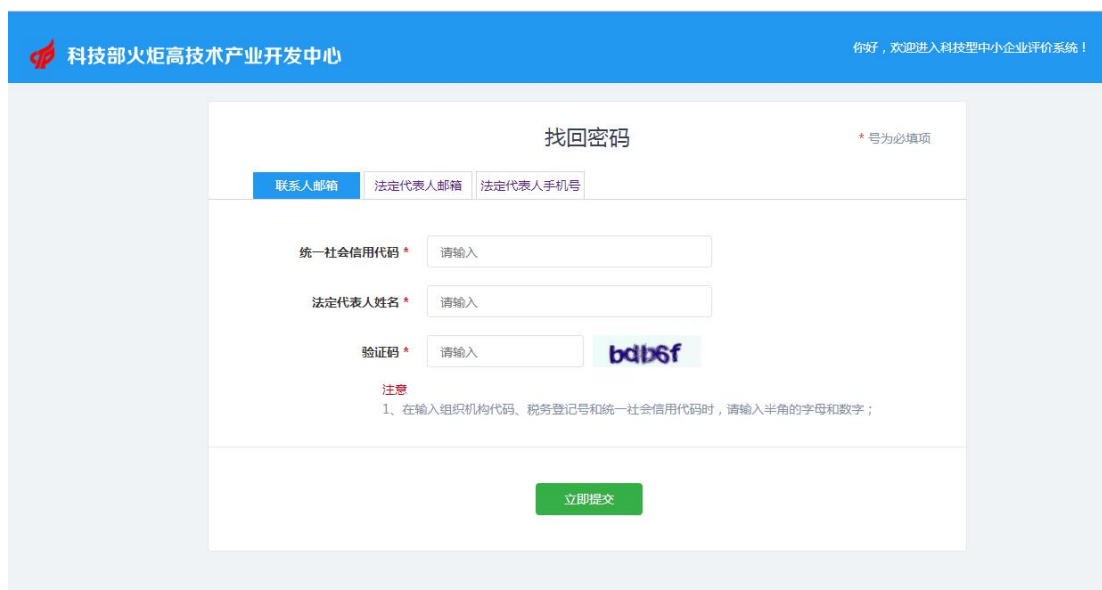 科技部火炬高技术产业开发中心
你好，欢迎进入科技型中小企业评价系统！
找回密码
* 号为必填项
联系人邮箱 法定代表人邮箱 法定代表人手机号
统一社会信用代码 * 请输入
法定代表人姓名 * 请输入
验证码 * 请输入 bdb6f
注意
1、在输入组织机构代码、税务登记号和统一社会信用代码时，请输入半角的字母和数字；
立即提交